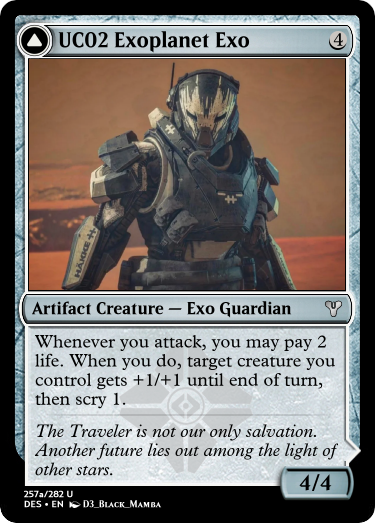 UC02 Exoplanet Exo
4
HAKKE
Artifact Creature — Exo Guardian
Whenever you attack, you may pay 2
life. When you do, target creature you
control gets +1/+1 until end of turn,
then scry 1.
The Traveler is not our only salvation.
Another future lies out among the light of
other stars.
4/4
257a/282 U
DES • EN D3_Black_Mamba